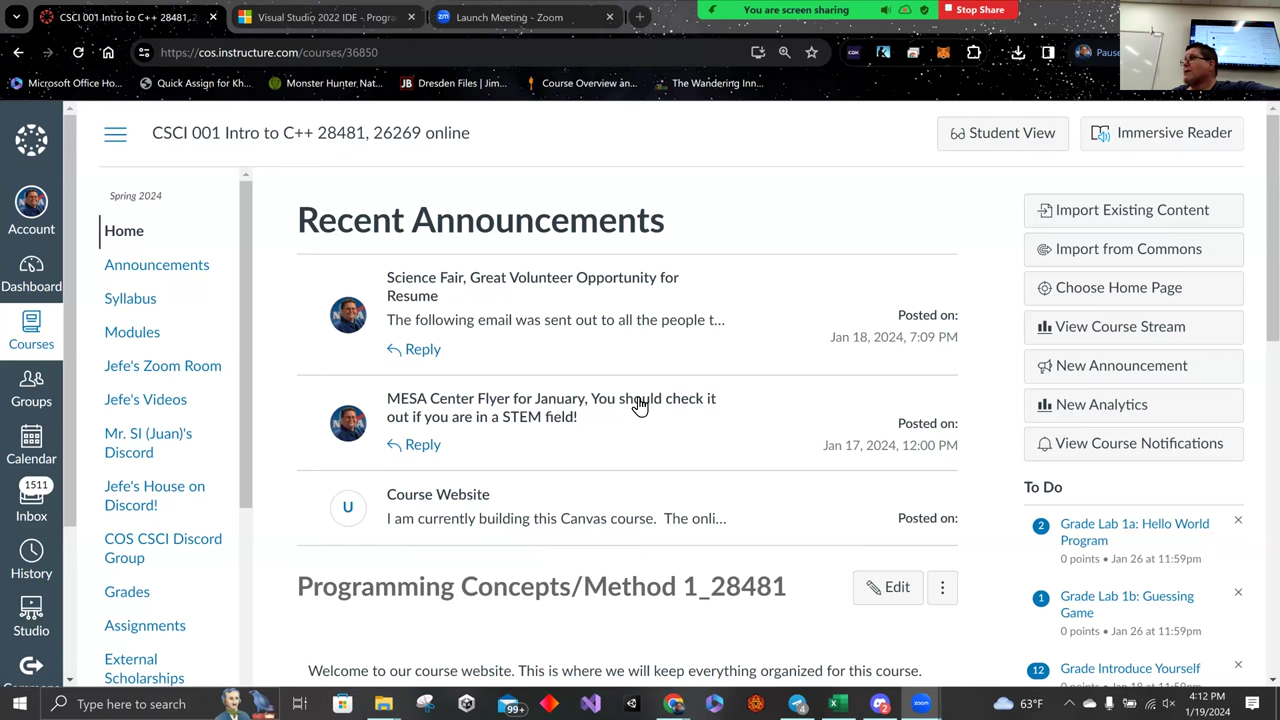 CSCI 001 Intro to C++ 28481, 2
Visual Studio 2022 IDE - Progra
Launch Meeting - Zoom
You are screen sharing
Stop Share
https://cos.instructure.com/courses/36850
Pause
Microsoft Office Ho...
Quick Assign for Kh...
Monster Hunter, Nat...
Dresden Files | Jim...
Course Overview an...
The Wandering Inn...
CSCI 001 Intro to C++ 28481, 26269 online
Student View
Immersive Reader
Account
Dashboard
Courses
Groups
Calendar
1511
Inbox
History
Studio
Spring 2024
Home
Announcements
Syllabus
Modules
Jefe's Zoom Room
Jefe's Videos
Mr. SI (Juan)'s
Discord
Jefe's House on
Discord!
COS CSCI Discord
Group
Grades
Assignments
External
Scholarships
Recent Announcements
Science Fair, Great Volunteer Opportunity for
Resume
The following email was sent out to all the people t...
Reply
Posted on:
Jan 18, 2024, 7:09 PM
MESA Center Flyer for January, You should check it
out if you are in a STEM field!
Reply
Posted on:
Jan 17, 2024, 12:00 PM
U
Course Website
I am currently building this Canvas course. The onli...
Posted on:
Programming Concepts/Method 1_28481
Edit
Welcome to our course website. This is where we will keep everything organized for this course.
Import Existing Content
Import from Commons
Choose Home Page
View Course Stream
New Announcement
New Analytics
View Course Notifications
To Do
2
Grade Lab 1a: Hello World
Program
0 points • Jan 26 at 11:59pm
1
Grade Lab 1b: Guessing
Game
0 points • Jan 26 at 11:59pm
12
Grade Introduce Yourself
0 points • Jan 18 at 11:59pm
Type here to search
99+
63°F
4:12 PM
1/19/2024